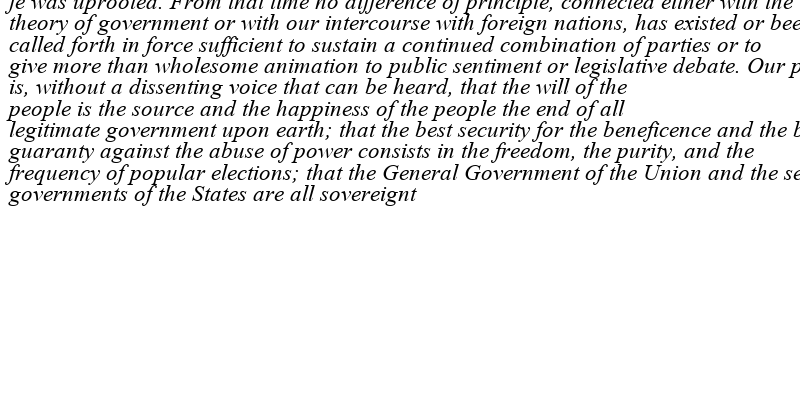 fe was uprooted. From that time no difference of principle, connected either with the
theory of government or with our intercourse with foreign nations, has existed or bee
called forth in force sufficient to sustain a continued combination of parties or to
give more than wholesome animation to public sentiment or legislative debate. Our p
is, without a dissenting voice that can be heard, that the will of the
people is the source and the happiness of the people the end of all
legitimate government upon earth; that the best security for the beneficence and the b
guaranty against the abuse of power consists in the freedom, the purity, and the
frequency of popular elections; that the General Government of the Union and the se
governments of the States are all sovereignt